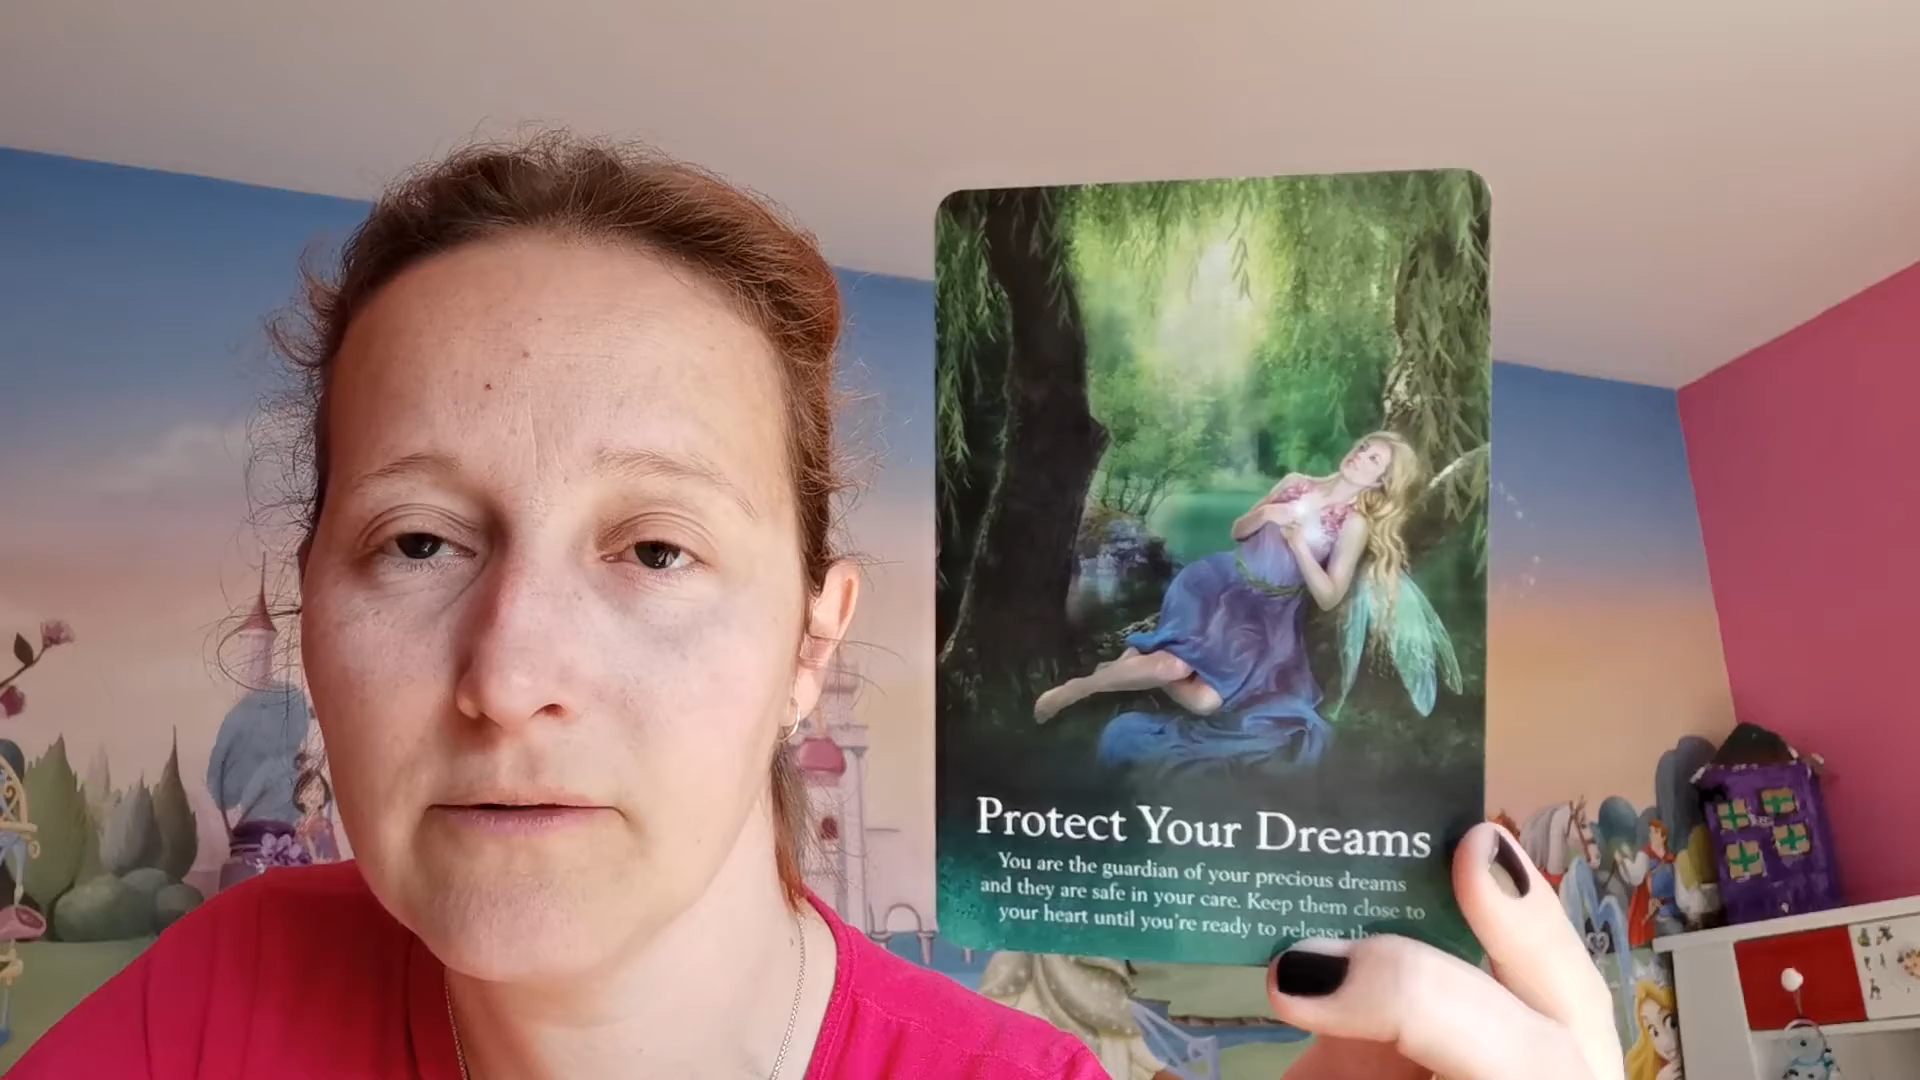 Protect Your Dreams
You are the guardian of your precious dreams
and they are safe in your care. Keep them close to
your heart until you're ready to release